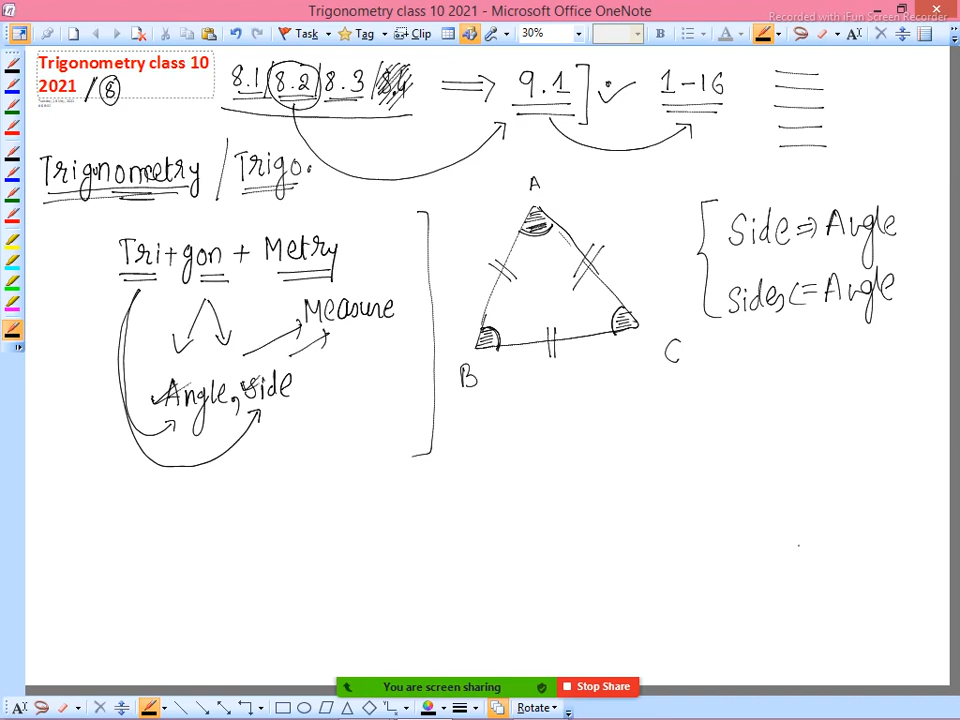 Trigonometry class 10 2021 - Microsoft Office OneNote
Recorded with iFun Screen Recorder
Task Tag Clip 30% B A A
Trigonometry class 10
2021 / 8
8.1 / 8.2 / 8.3 / 8.4 ⟹ 9.1 ] ✓ 1-16
Trigonometry / Trigo.
Tri + gon + Metry
Measure
Angle, Side
A
B
C
Side ⇒ Angle
Sides <= Angle
You are screen sharing Stop Share
A Rotate